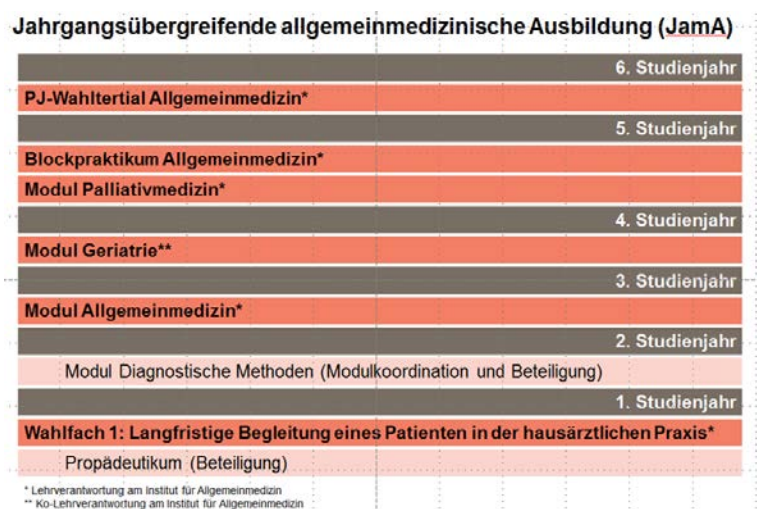 Jahrgangsübergreifende allgemeinmedizinische Ausbildung (JamA)
6. Studienjahr
PJ-Wahltertial Allgemeinmedizin*
5. Studienjahr
Blockpraktikum Allgemeinmedizin*
Modul Palliativmedizin*
4. Studienjahr
Modul Geriatrie**
3. Studienjahr
Modul Allgemeinmedizin*
2. Studienjahr
Modul Diagnostische Methoden (Modulkoordination und Beteiligung)
1. Studienjahr
Wahlfach 1: Langfristige Begleitung eines Patienten in der hausärztlichen Praxis*
Propädeutikum (Beteiligung)
* Lehrverantwortung am Institut für Allgemeinmedizin
** Ko-Lehrverantwortung am Institut für Allgemeinmedizin